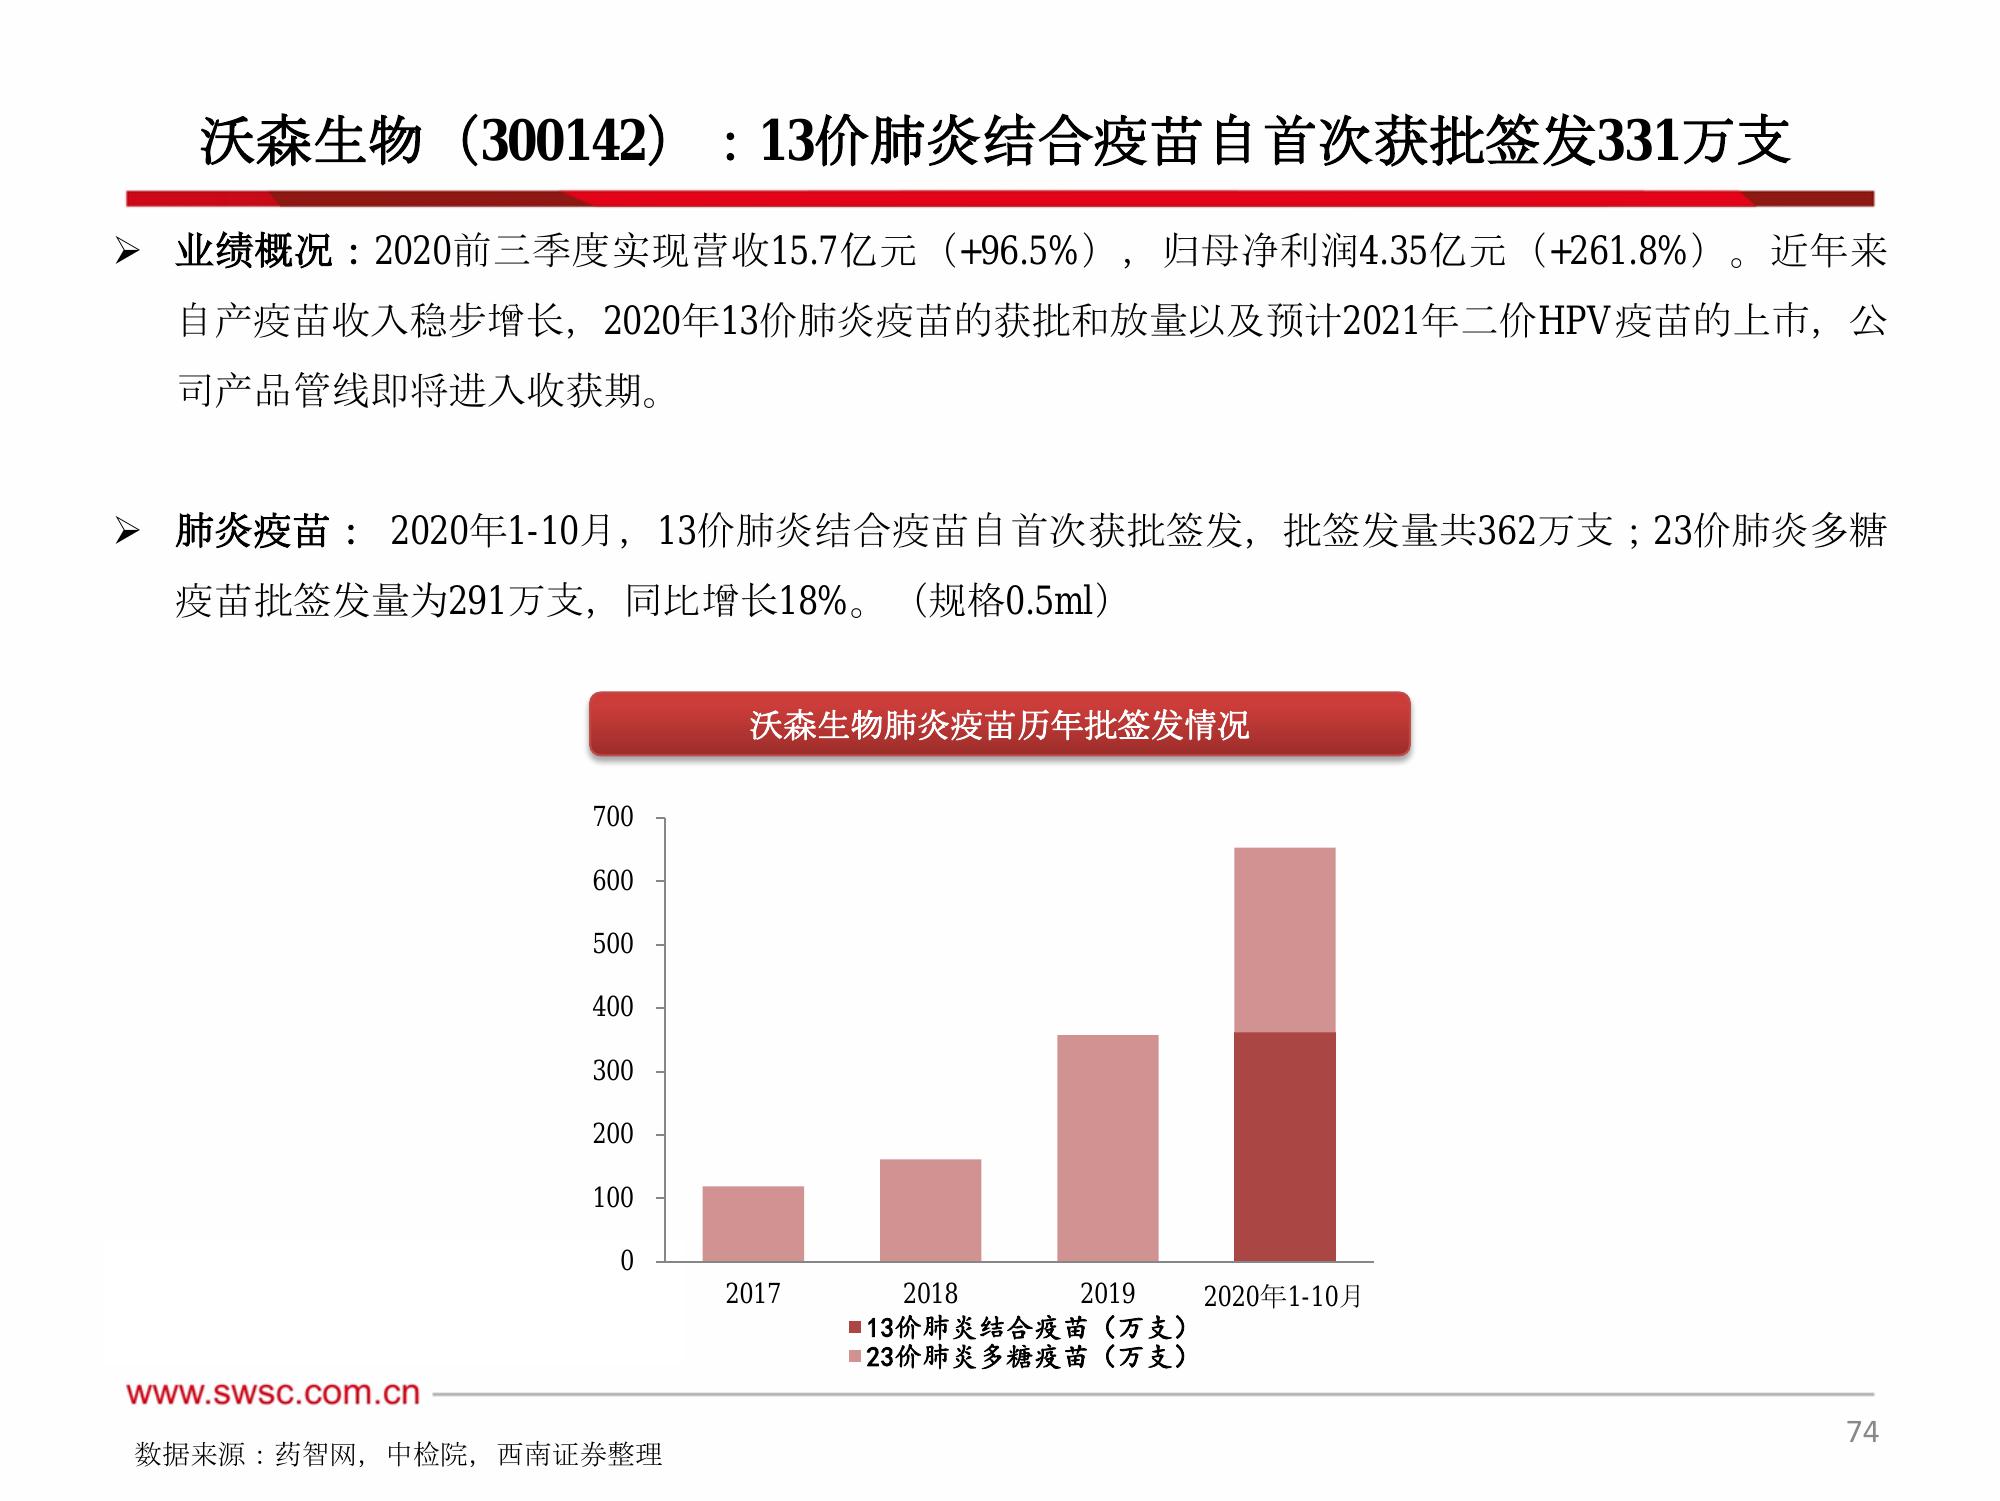 沃森生物（300142）：13价肺炎结合疫苗自首次获批签发331万支
➢ 业绩概况：2020前三季度实现营收15.7亿元（+96.5%），归母净利润4.35亿元（+261.8%）。近年来
自产疫苗收入稳步增长，2020年13价肺炎疫苗的获批和放量以及预计2021年二价HPV疫苗的上市，公
司产品管线即将进入收获期。
➢ 肺炎疫苗： 2020年1-10月，13价肺炎结合疫苗自首次获批签发，批签发量共362万支；23价肺炎多糖
疫苗批签发量为291万支，同比增长18%。（规格0.5ml）
沃森生物肺炎疫苗历年批签发情况
700
600
500
400
300
200
100
0
2017 2018 2019 2020年1-10月
13价肺炎结合疫苗（万支）
23价肺炎多糖疫苗（万支）
www.swsc.com.cn
74
数据来源：药智网，中检院，西南证券整理